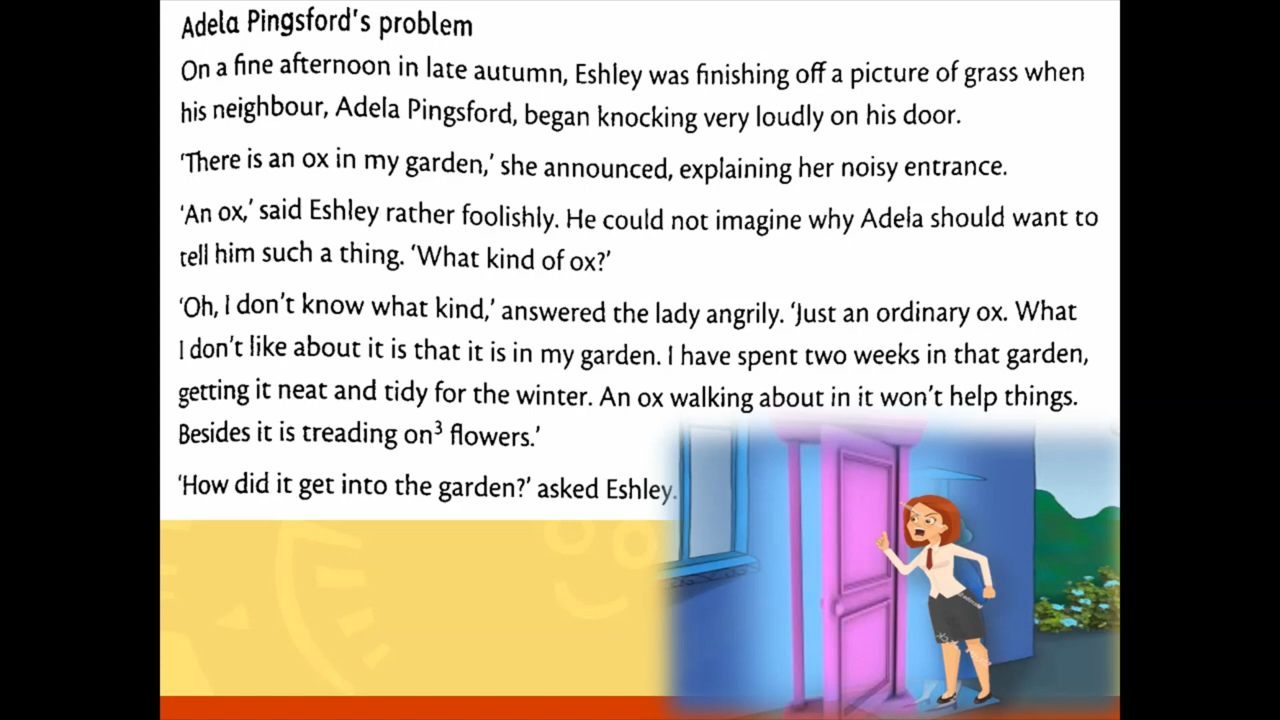 Adela Pingsford's problem
On a fine afternoon in late autumn, Eshley was finishing off a picture of grass when
his neighbour, Adela Pingsford, began knocking very loudly on his door.
'There is an ox in my garden,' she announced, explaining her noisy entrance.
'An ox,' said Eshley rather foolishly. He could not imagine why Adela should want to
tell him such a thing. 'What kind of ox?'
'Oh, I don't know what kind,' answered the lady angrily. 'Just an ordinary ox. What
I don't like about it is that it is in my garden. I have spent two weeks in that garden,
getting it neat and tidy for the winter. An ox walking about in it won't help things.
Besides it is treading on³ flowers.'
'How did it get into the garden?' asked Eshley.